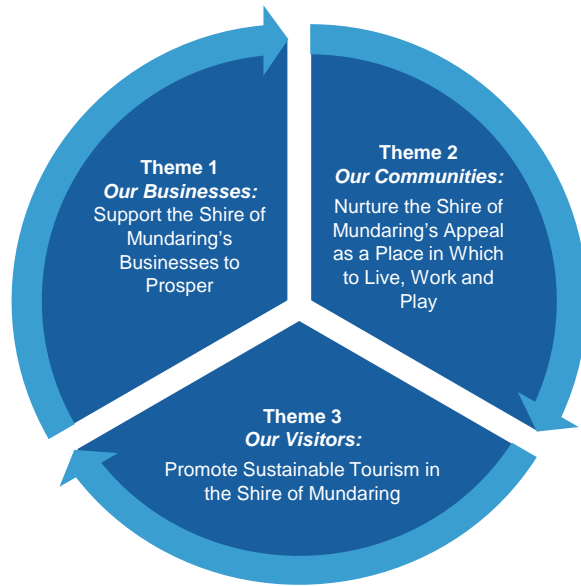 Theme 1
Our Businesses:
Support the Shire of
Mundaring's
Businesses to
Prosper
Theme 2
Our Communities:
Nurture the Shire of
Mundaring's Appeal
as a Place in Which
to Live, Work and
Play
Theme 3
Our Visitors:
Promote Sustainable Tourism in
the Shire of Mundaring